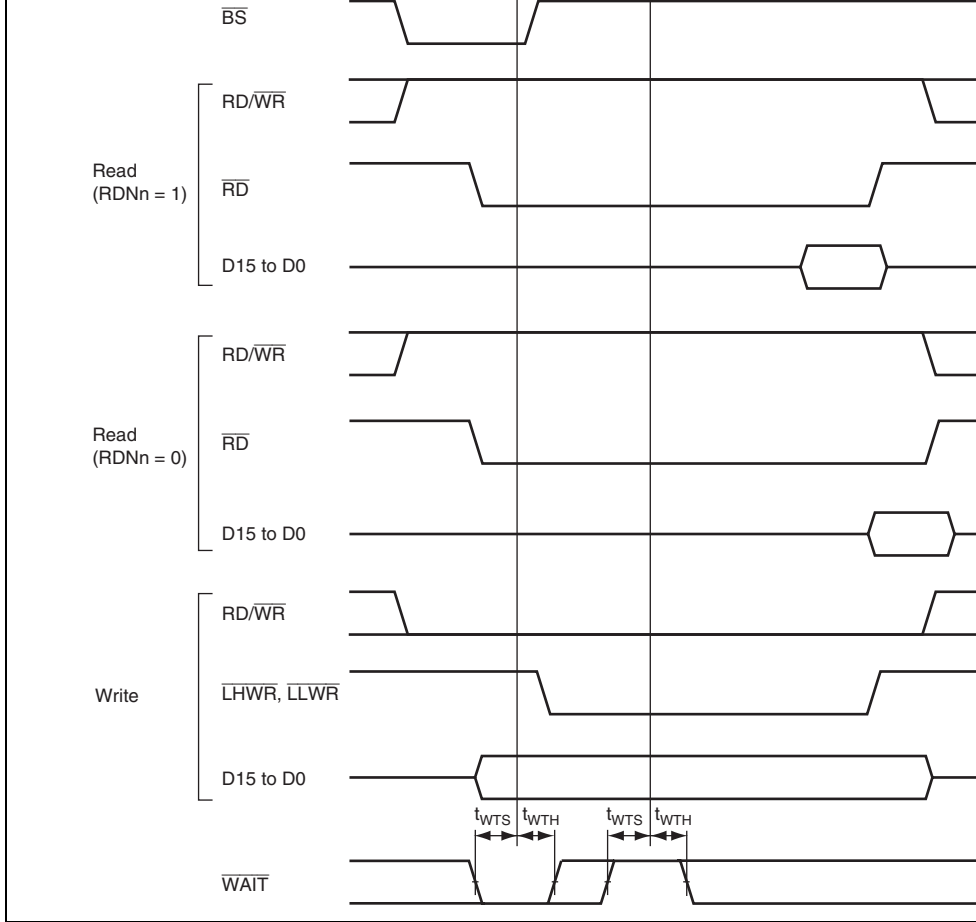 BS
RD/WR
Read
(RDNn = 1)
RD
D15 to D0
RD/WR
Read
(RDNn = 0)
RD
D15 to D0
RD/WR
Write
LHWR, LLWR
D15 to D0
tWTS tWTH tWTS tWTH
WAIT